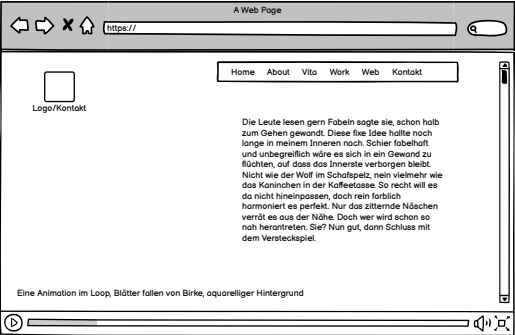 A Web Page
https://
Home About Vita Work Web Kontakt
Logo/Kontakt
Die Leute lesen gern Fabeln sagte sie, schon halb
zum Gehen gewandt. Diese fixe Idee hallte noch
lange in meinem Inneren nach. Schier fabelhaft
und unbegreiflich wäre es sich in ein Gewand zu
flüchten, auf dass das Innerste verborgen bleibt.
Nicht wie der Wolf im Schafspelz, nein vielmehr wie
das Kaninchen in der Kaffeetasse. So recht will es
da nicht hineinpassen, doch rein farblich
harmoniert es perfekt. Nur das zitternde Näschen
verrät es aus der Nähe. Doch wer wird schon so
nah herantreten. Sie? Nun gut, dann Schluss mit
dem Versteckspiel.
Eine Animation im Loop, Blätter fallen von Birke, aquarelliger Hintergrund